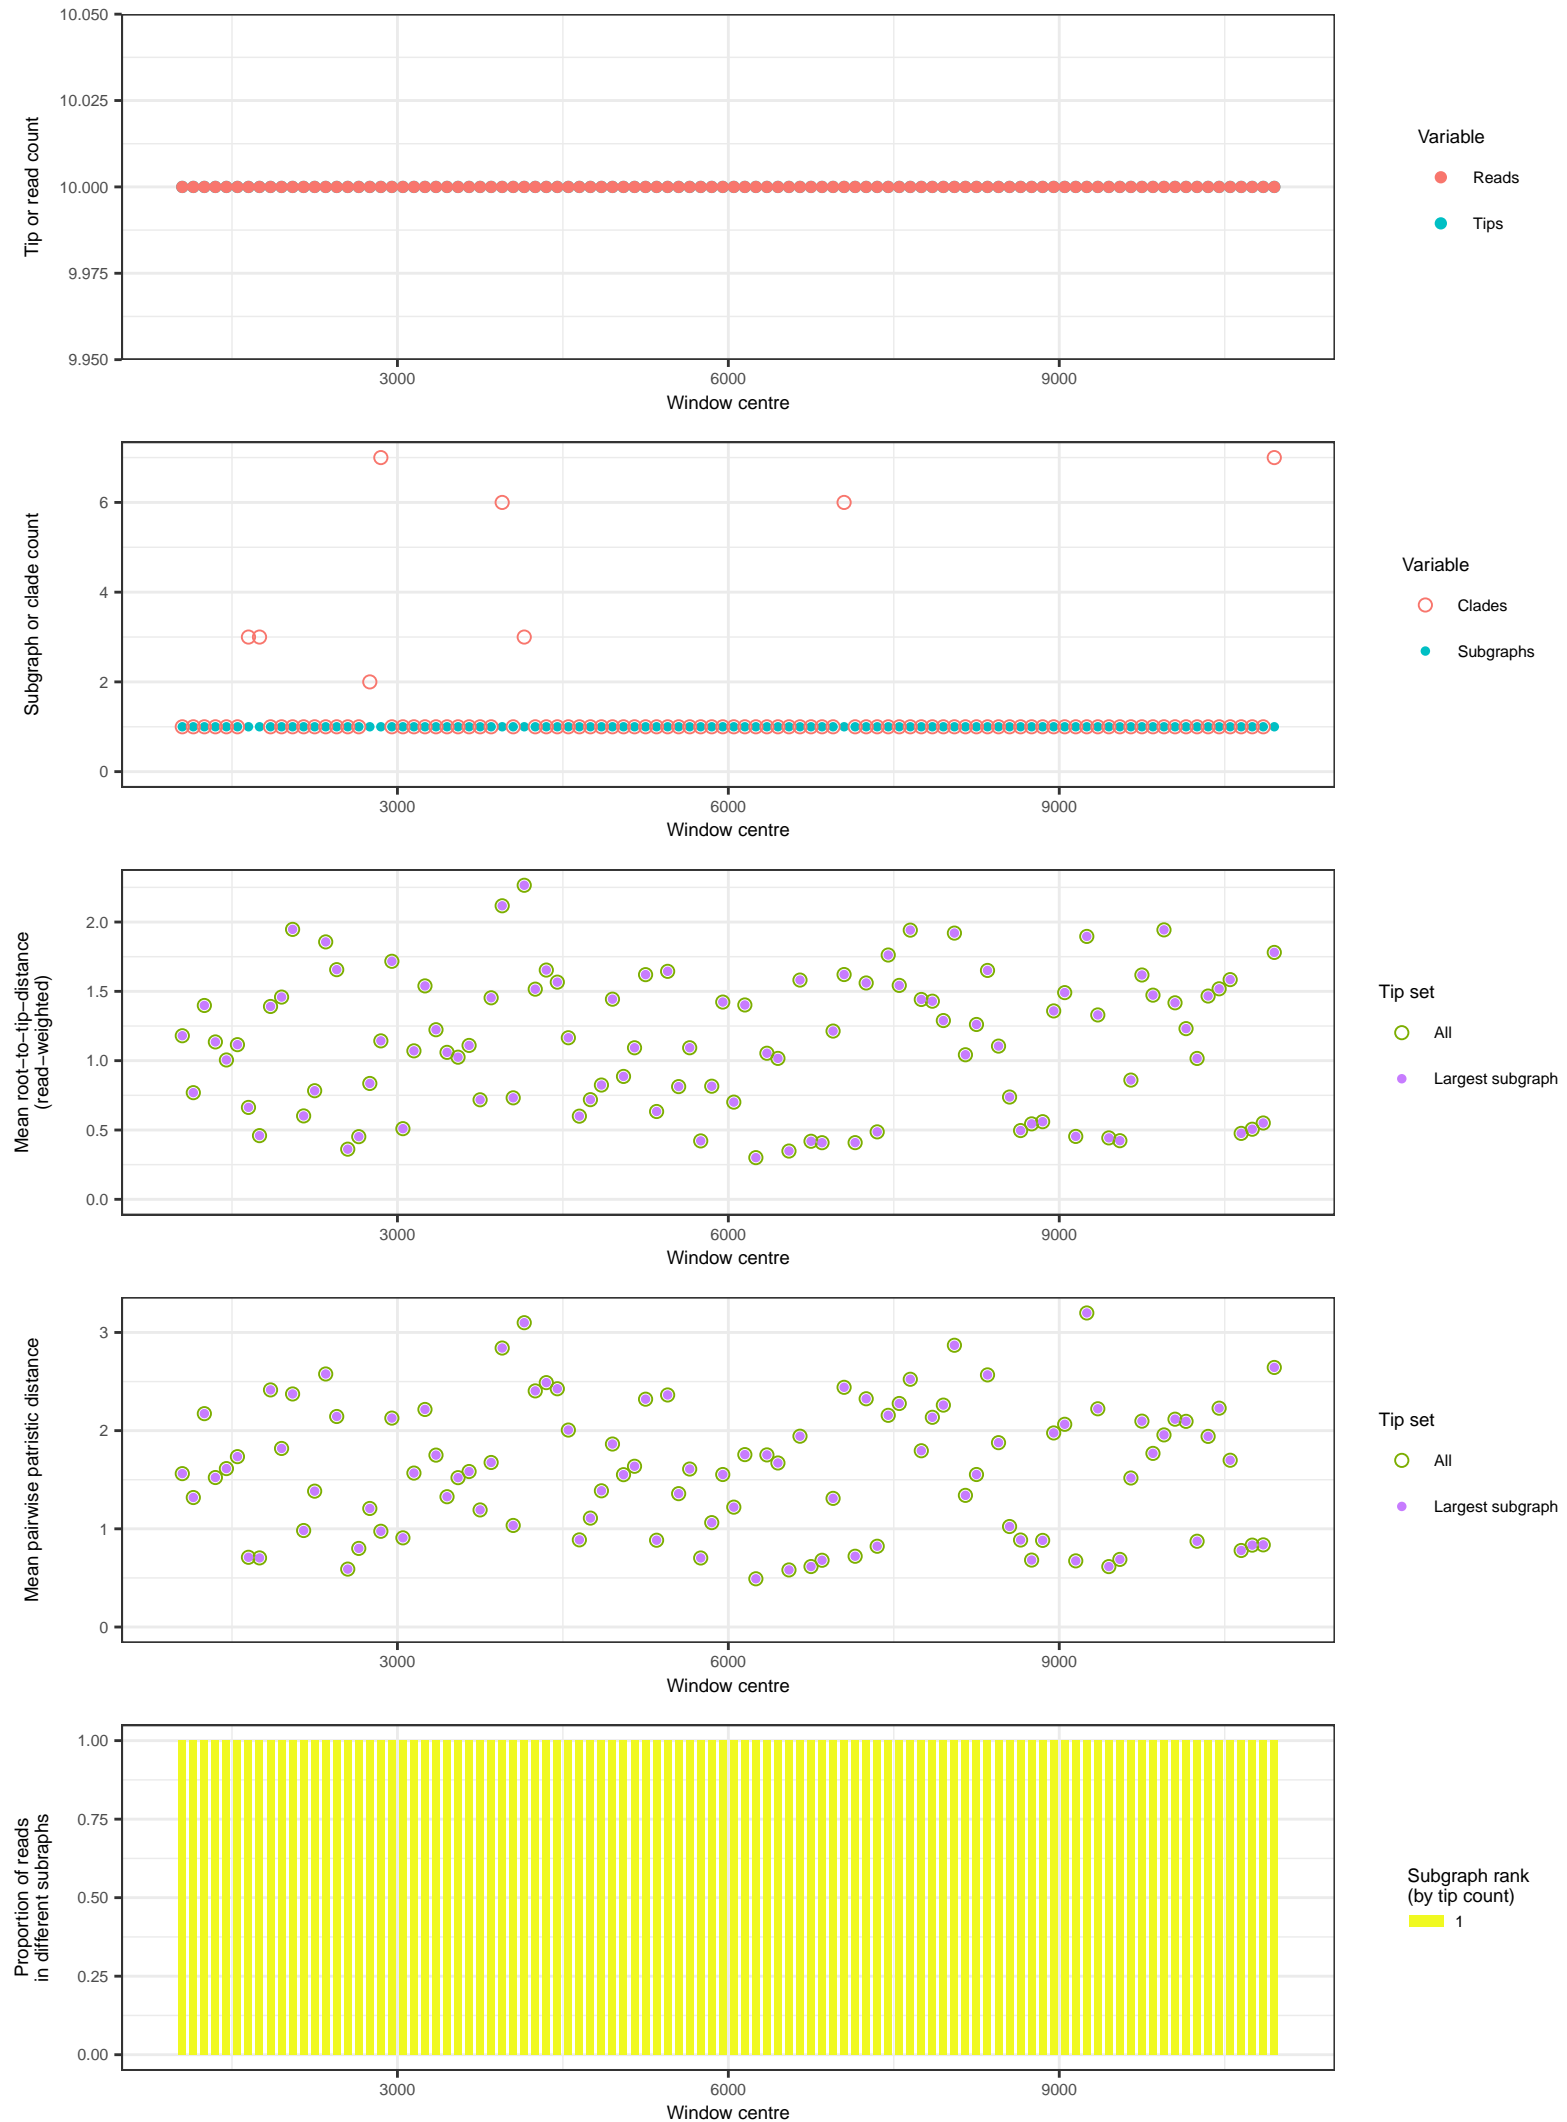 10.050
10.025
10.000
9.975
9.950
Tip or read count
3000 6000 9000
Window centre
Variable
Reads
Tips
6
4
2
0
Subgraph or clade count
3000 6000 9000
Window centre
Variable
Clades
Subgraphs
2.0
1.5
1.0
0.5
0.0
Mean root−to−tip−distance
(read−weighted)
3000 6000 9000
Window centre
Tip set
All
Largest subgraph
3
2
1
0
Mean pairwise patristic distance
3000 6000 9000
Window centre
Tip set
All
Largest subgraph
1.00
0.75
0.50
0.25
0.00
Proportion of reads
in different subraphs
3000 6000 9000
Window centre
Subgraph rank
(by tip count)
1